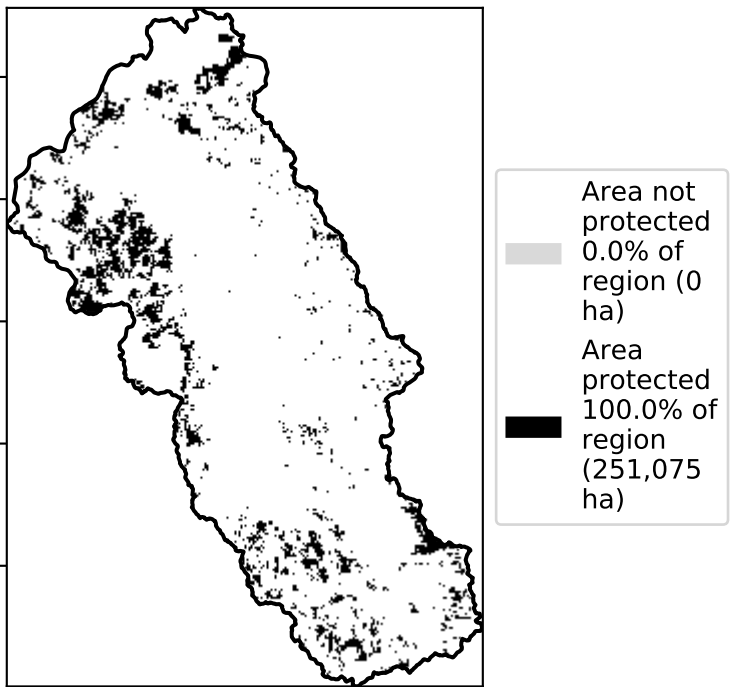 Area not
protected
0.0% of
region (0
ha)
Area
protected
100.0% of
region
(251,075
ha)